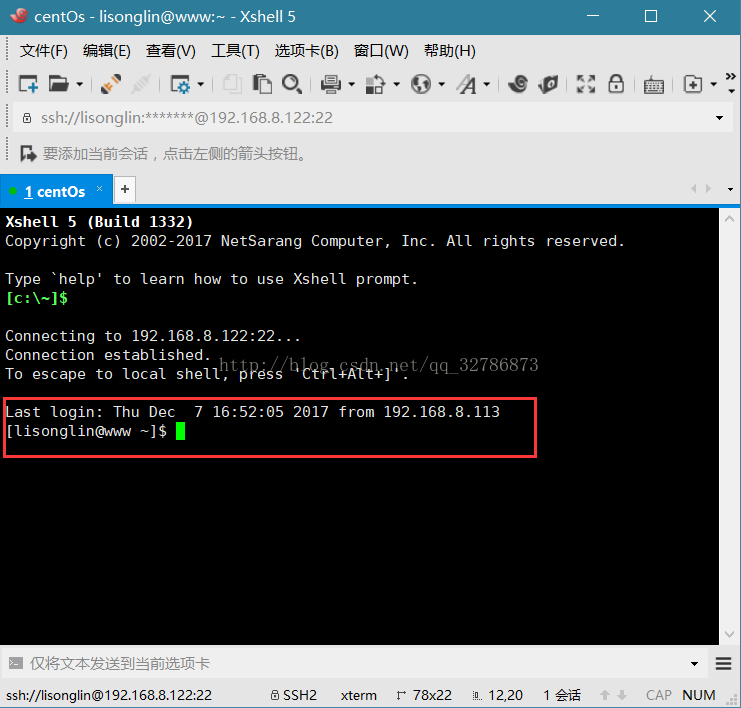 centOs - lisonglin@www:~ - Xshell 5
文件(F) 编辑(E) 查看(V) 工具(T) 选项卡(B) 窗口(W) 帮助(H)
ssh://lisonglin:*******@192.168.8.122:22
要添加当前会话，点击左侧的箭头按钮。
1 centOs × +
Xshell 5 (Build 1332)
Copyright (c) 2002-2017 NetSarang Computer, Inc. All rights reserved.
Type `help' to learn how to use Xshell prompt.
[c:\~]$
Connecting to 192.168.8.122:22...
Connection established.
http://blog.csdn.net/qq_32786873
To escape to local shell, press 'Ctrl+Alt+]'.
Last login: Thu Dec  7 16:52:05 2017 from 192.168.8.113
[lisonglin@www ~]$
仅将文本发送到当前选项卡
ssh://lisonglin@192.168.8.122:22 SSH2 xterm 78x22 12,20 1 会话 CAP NUM